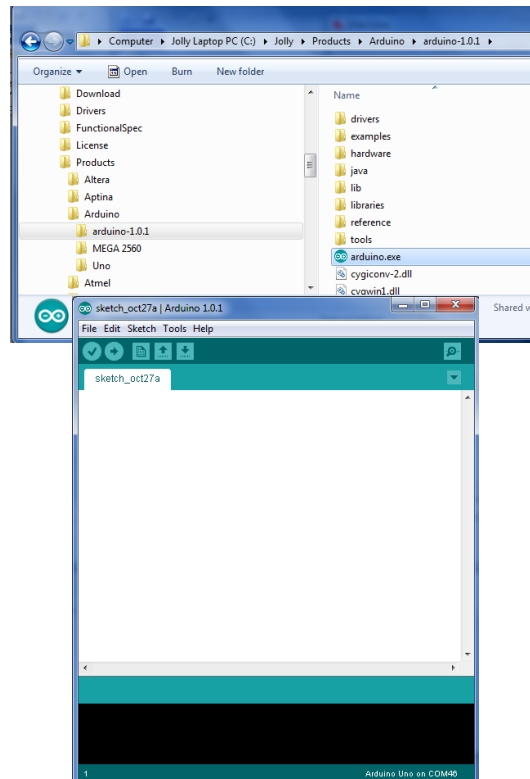 Computer Jolly Laptop PC (C:) Jolly Products Arduino arduino-1.0.1
Organize Open Burn New folder
Download
Drivers
FunctionalSpec
License
Products
Altera
Aptina
Arduino
arduino-1.0.1
MEGA 2560
Uno
Atmel
Name
drivers
examples
hardware
java
lib
libraries
reference
tools
arduino.exe
cygiconv-2.dll
cygwin1.dll
Shared w
sketch_oct27a | Arduino 1.0.1
File Edit Sketch Tools Help
sketch_oct27a
1 Arduino Uno on COM46